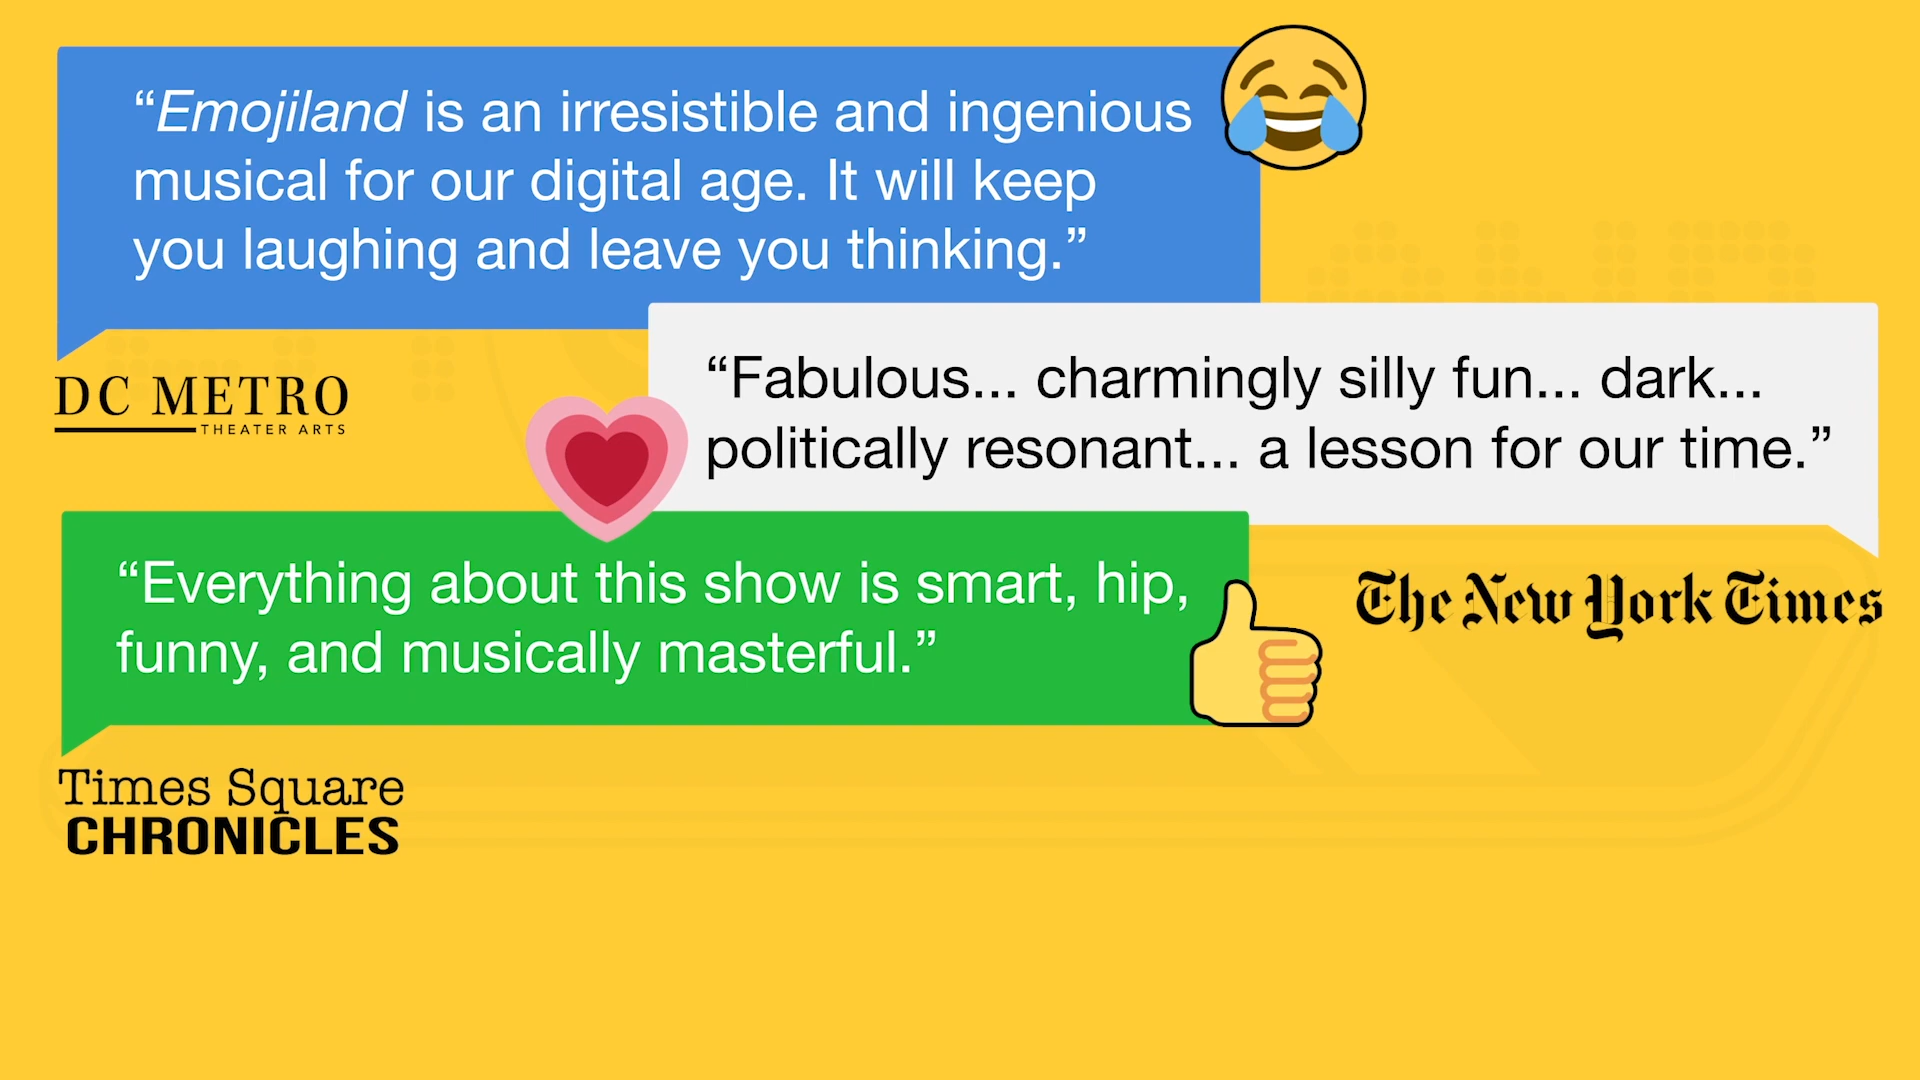 “Emojiland is an irresistible and ingenious
musical for our digital age. It will keep
you laughing and leave you thinking.”
DC METRO
THEATER ARTS
“Fabulous... charmingly silly fun... dark...
politically resonant... a lesson for our time.”
The New York Times
“Everything about this show is smart, hip,
funny, and musically masterful.”
Times Square
CHRONICLES